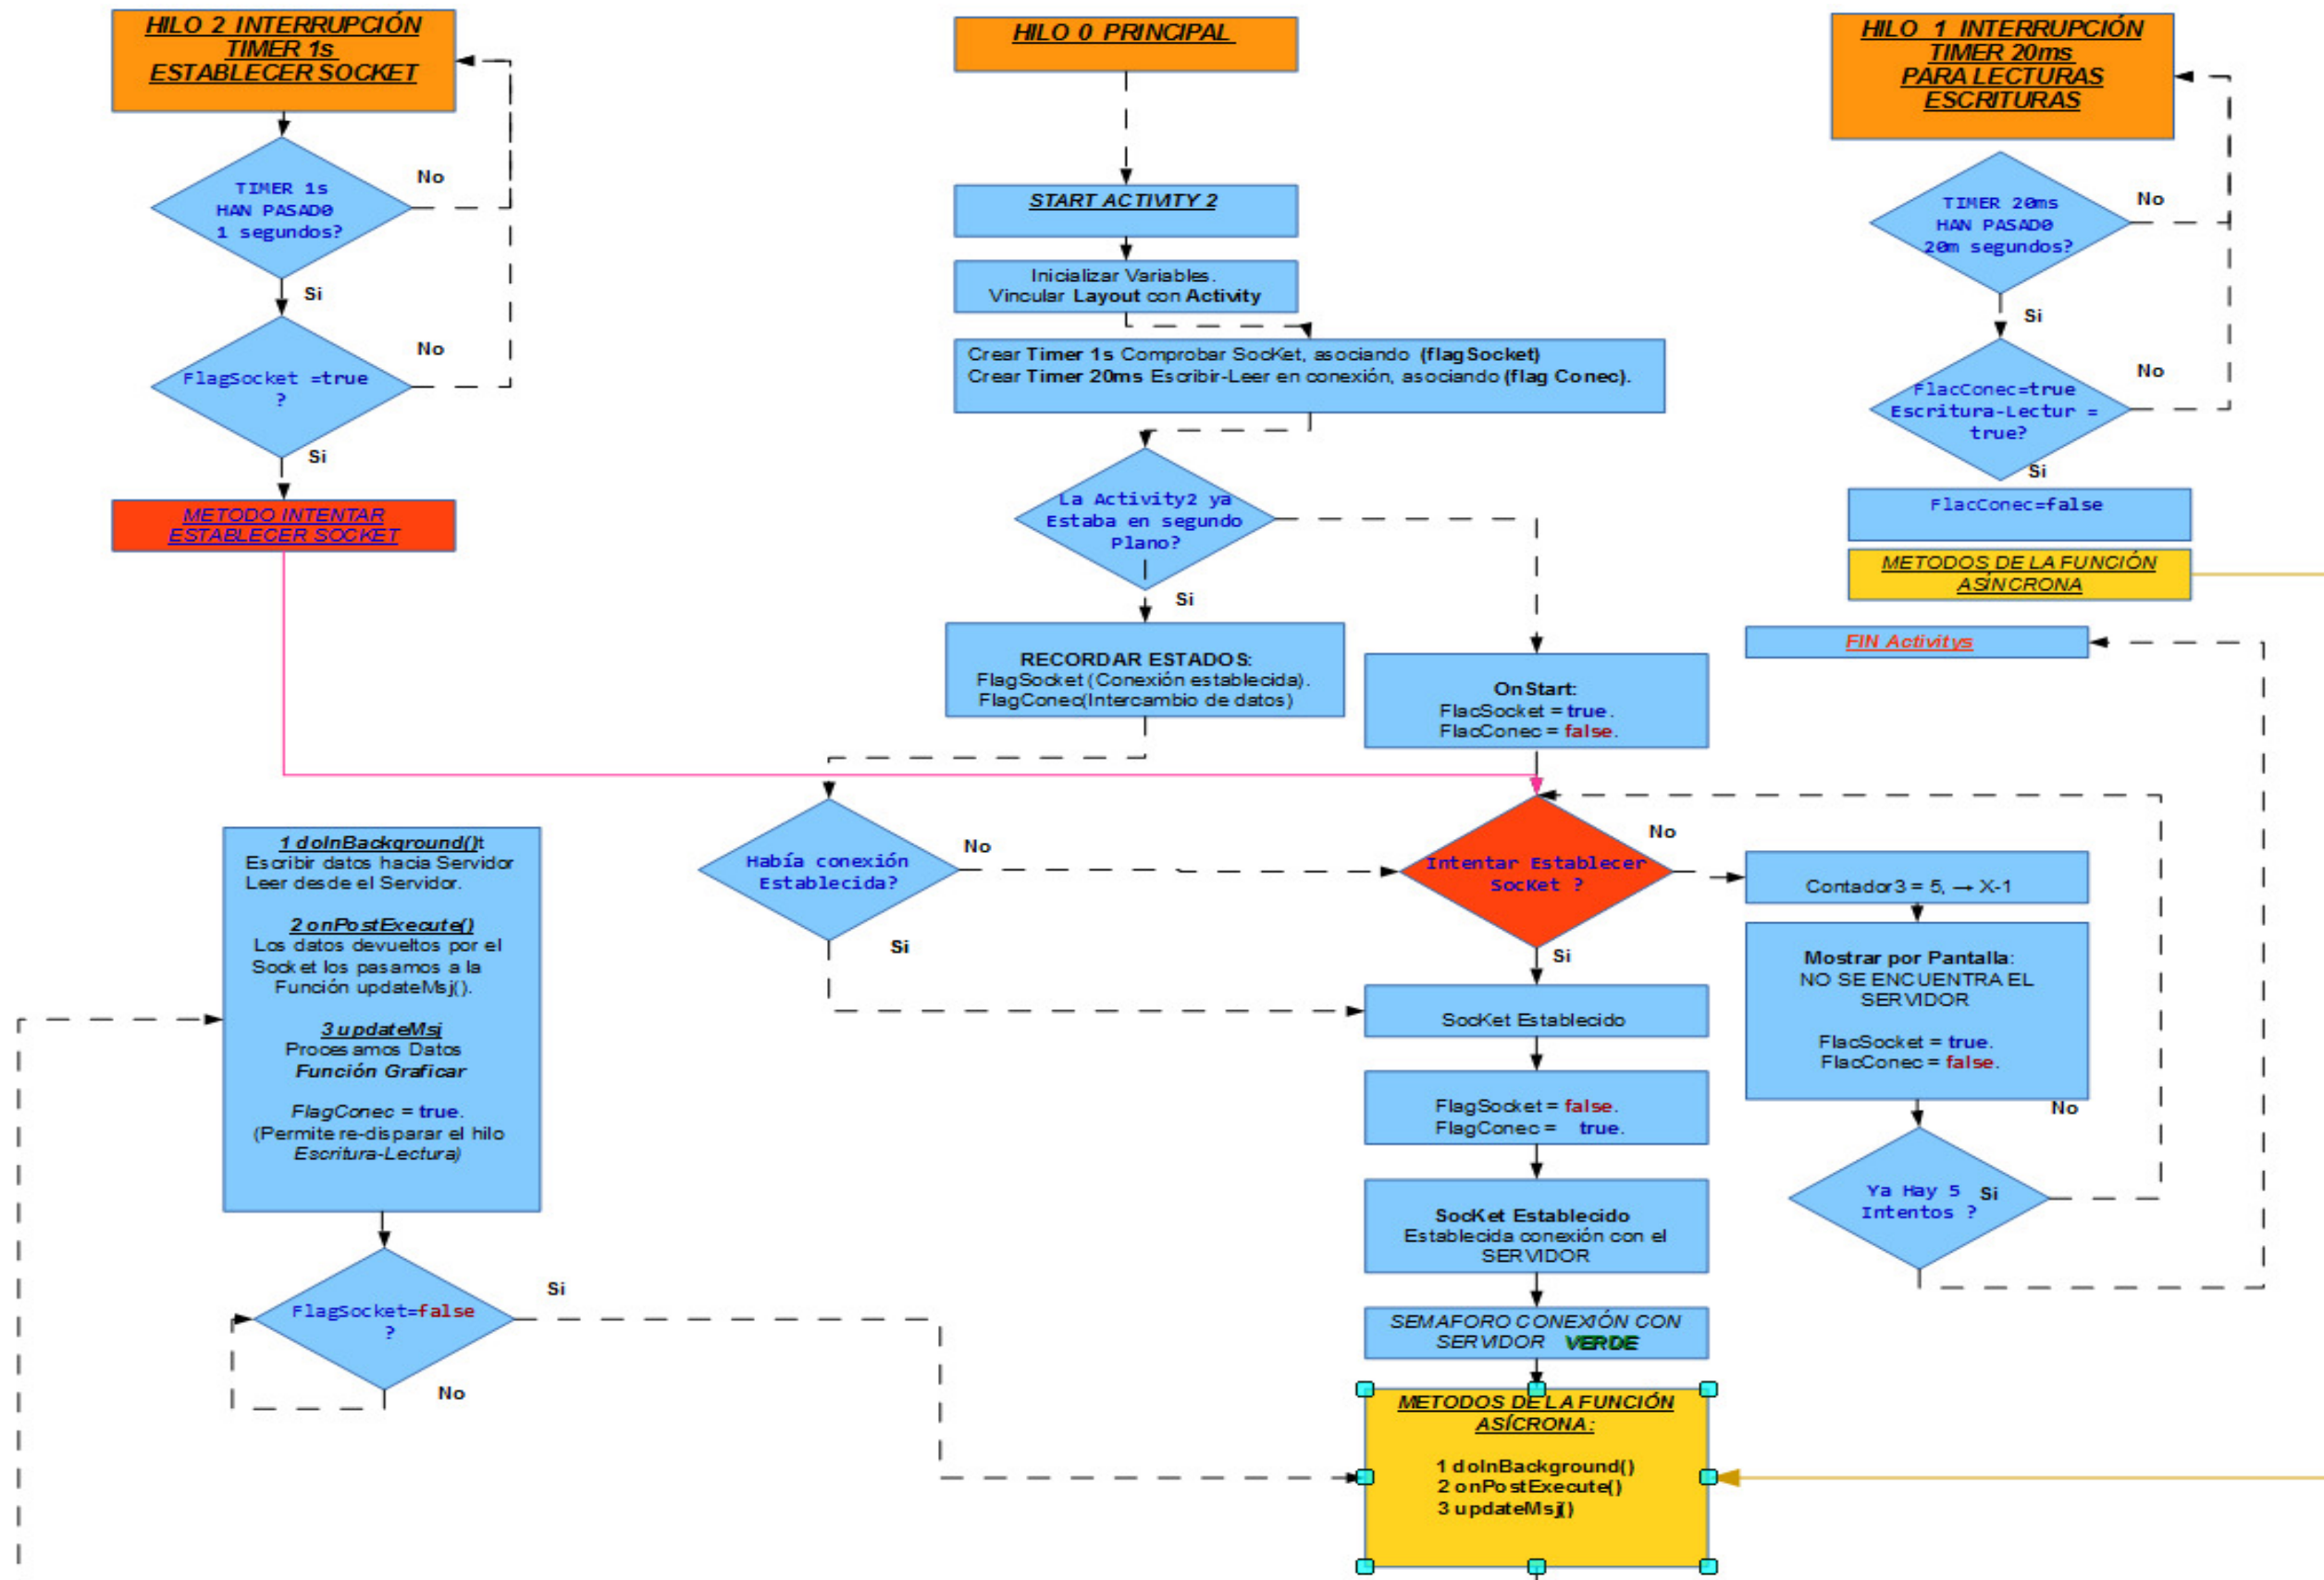 HILO 2 INTERRUPCIÓN
TIMER 1s
ESTABLECER SOCKET
No
TIMER 1s
HAN PASADO
1 segundos?
Si
No
FlagSocket =true
?
Si
METODO INTENTAR
ESTABLECER SOCKET
HILO 0 PRINCIPAL
START ACTIVITY 2
Inicializar Variables.
Vincular Layout con Activity
Crear Timer 1s Comprobar SocKet, asociando (flagSocket)
Crear Timer 20ms Escribir-Leer en conexión, asociando (flag Conec).
La Activity2 ya
Estaba en segundo
Plano?
Si
RECORDAR ESTADOS:
FlagSocket (Conexión establecida).
FlagConec(Intercambio de datos)
OnStart:
FlacSocket = true.
FlacConec = false.
HILO 1 INTERRUPCIÓN
TIMER 20ms
PARA LECTURAS
ESCRITURAS
No
TIMER 20ms
HAN PASADO
20m segundos?
Si
No
FlacConec=true
Escritura-Lectur =
true?
Si
FlacConec=false
METODOS DE LA FUNCIÓN
ASÍNCRONA
FIN Activitys
Había conexión
Establecida?
No
Si
Intentar Establecer
SocKet ?
No
Si
Contador3 = 5, → X-1
Mostrar por Pantalla:
NO SE ENCUENTRA EL
SERVIDOR
FlacSocket = true.
FlacConec = false.
No
Ya Hay 5
Intentos ?
Si
SocKet Establecido
FlagSocket = false.
FlagConec = true.
SocKet Establecido
Establecida conexión con el
SERVIDOR
SEMAFORO CONEXIÓN CON
SERVIDOR VERDE
METODOS DE LA FUNCIÓN
ASÍCRONA:
1 doInBackground()
2 onPostExecute()
3 updateMsj()
1 doInBackground()t
Escribir datos hacia Servidor
Leer desde el Servidor.
2 onPostExecute()
Los datos devueltos por el
Socket los pasamos a la
Función updateMsj().
3 updateMsj
Procesamos Datos
Función Graficar
FlagConec = true.
(Permite re-disparar el hilo
Escritura-Lectura)
FlagSocket=false
?
Si
No